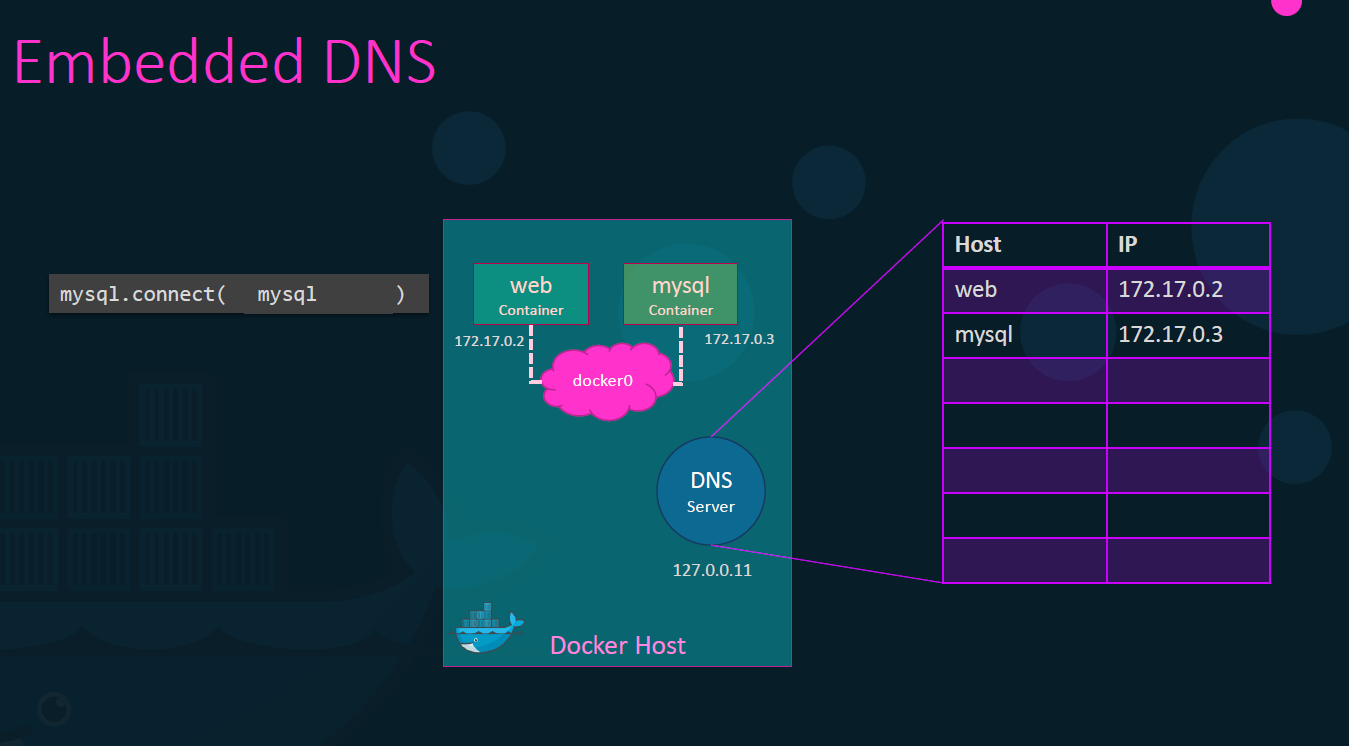 Embedded DNS
mysql.connect( mysql )
web
Container
172.17.0.2
mysql
Container
172.17.0.3
docker0
DNS
Server
127.0.0.11
Docker Host
Host IP
web 172.17.0.2
mysql 172.17.0.3